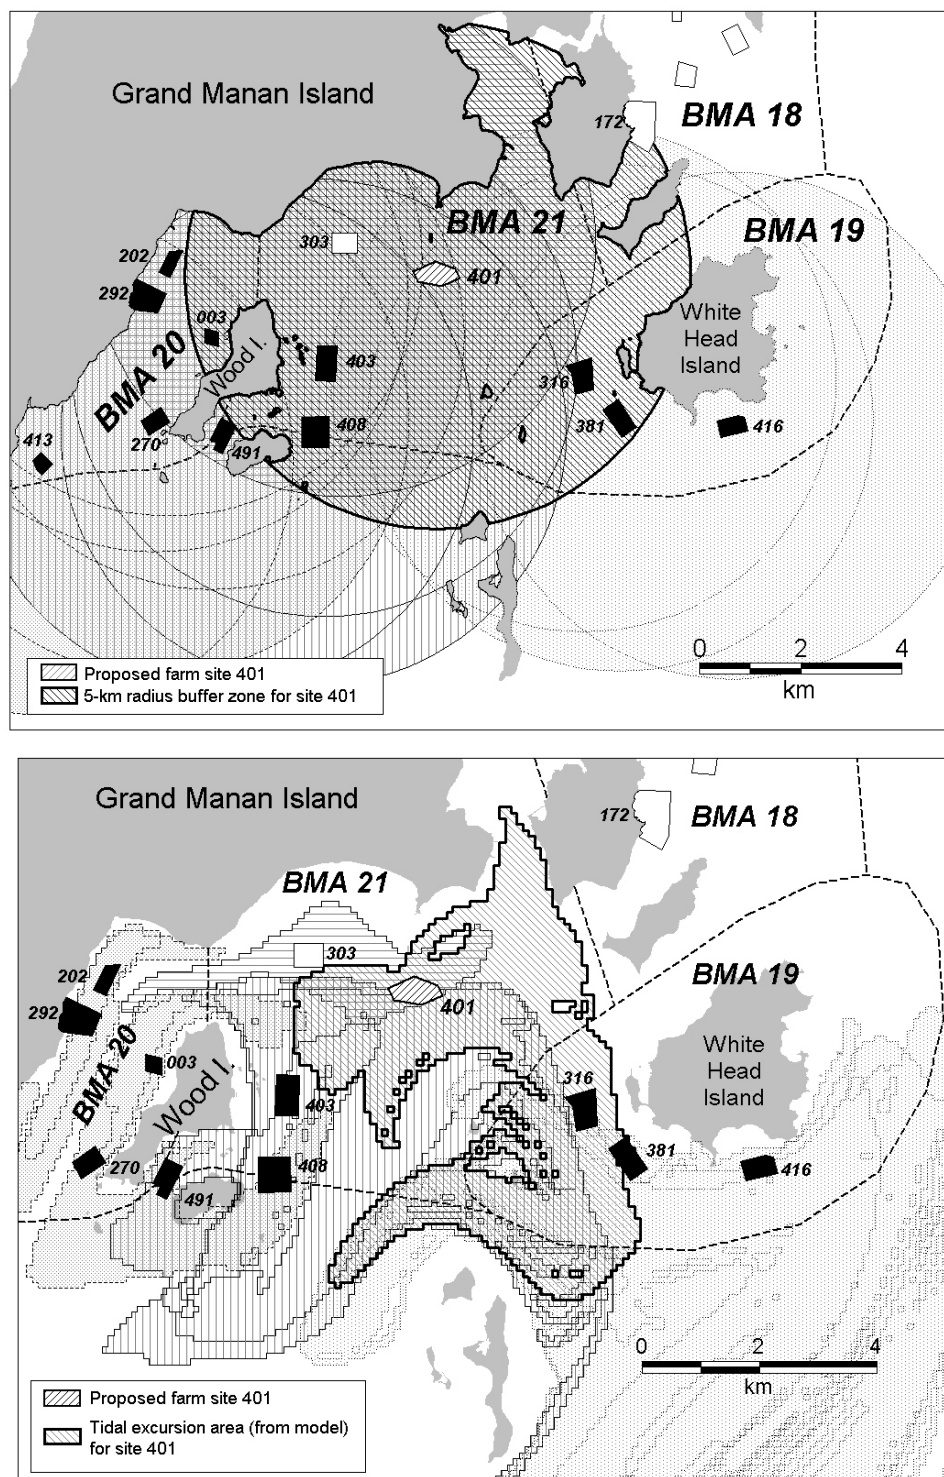 Grand Manan Island
172
BMA 18
BMA 21
303
401
BMA 19
202
292
003
White
Head
Island
BMA 20
Wood I.
403
316
381
416
413
270
408
491
0 2 4
km
Proposed farm site 401
5-km radius buffer zone for site 401
Grand Manan Island
172
BMA 18
BMA 21
303
BMA 19
202
401
292
003
White
Head
Island
BMA 20
Wood I.
316
403
381
408
270
416
491
0 2 4
km
Proposed farm site 401
Tidal excursion area (from model)
for site 401